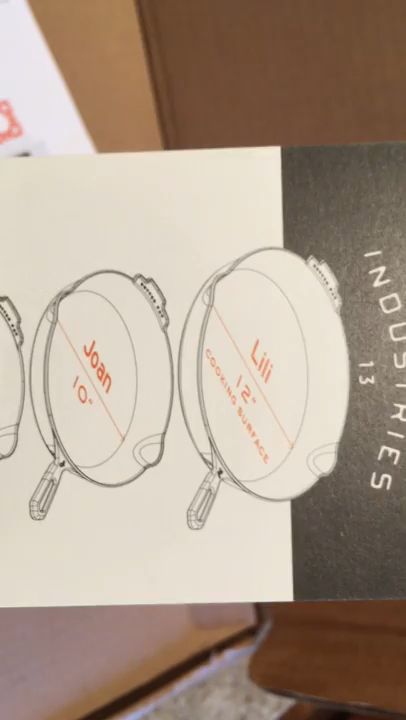 INDUSTRIES
13
Lili
12"
COOKING SURFACE
Joan
10"